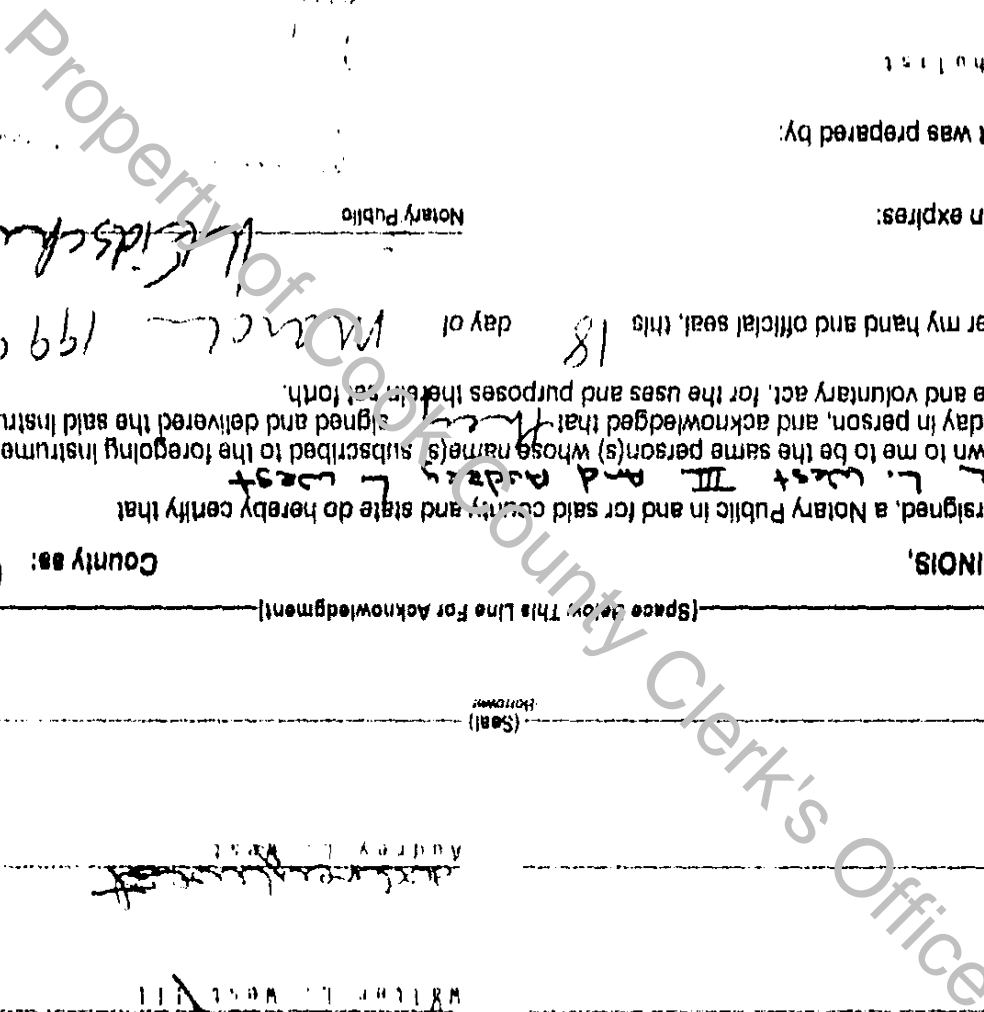 Walter L. West III
Audrey L. West
(Seal)
Borrower
(Space Below This Line For Acknowledgment)
INOIS, County ss:
rsigned, a Notary Public in and for said county and state do hereby certify that
L. West III And Audrey L West
wn to me to be the same person(s) whose name(s) subscribed to the foregoing instrume
day in person, and acknowledged that they signed and delivered the said instru
e and voluntary act, for the uses and purposes therein set forth.
er my hand and official seal, this 18 day of March 199
n expires:
Notary Public
t was prepared by:
hulist
Property of Cook County Clerk's Office